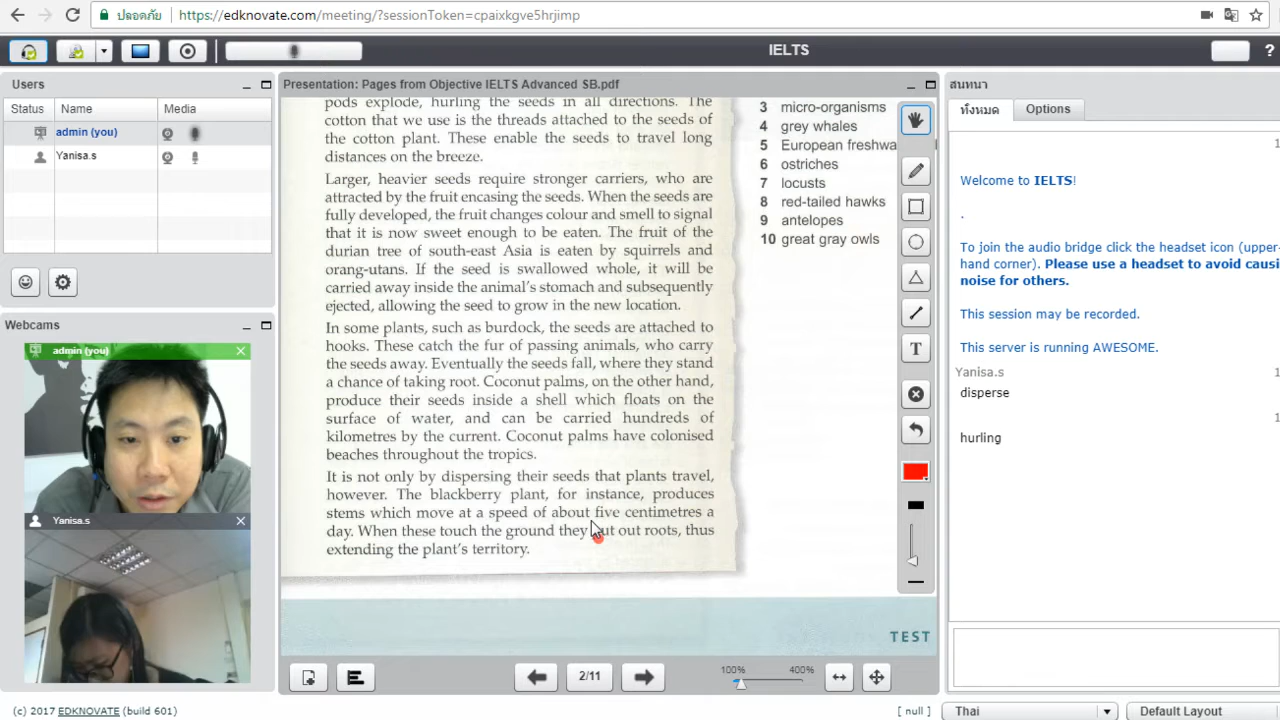 ปลอดภัย
https://edknovate.com/meeting/?sessionToken=cpaixkgve5hrjimp
IELTS
?
Users
Status Name Media
admin (you)
Yanisa.s
Webcams
admin (you)
Yanisa.s
Presentation: Pages from Objective IELTS Advanced SB.pdf
pods explode, hurling the seeds in all directions. The
cotton that we use is the threads attached to the seeds of
the cotton plant. These enable the seeds to travel long
distances on the breeze.
Larger, heavier seeds require stronger carriers, who are
attracted by the fruit encasing the seeds. When the seeds are
fully developed, the fruit changes colour and smell to signal
that it is now sweet enough to be eaten. The fruit of the
durian tree of south-east Asia is eaten by squirrels and
orang-utans. If the seed is swallowed whole, it will be
carried away inside the animal's stomach and subsequently
ejected, allowing the seed to grow in the new location.
In some plants, such as burdock, the seeds are attached to
hooks. These catch the fur of passing animals, who carry
the seeds away. Eventually the seeds fall, where they stand
a chance of taking root. Coconut palms, on the other hand,
produce their seeds inside a shell which floats on the
surface of water, and can be carried hundreds of
kilometres by the current. Coconut palms have colonised
beaches throughout the tropics.
It is not only by dispersing their seeds that plants travel,
however. The blackberry plant, for instance, produces
stems which move at a speed of about five centimetres a
day. When these touch the ground they put out roots, thus
extending the plant's territory.
3 micro-organisms
4 grey whales
5 European freshwa
6 ostriches
7 locusts
8 red-tailed hawks
9 antelopes
10 great gray owls
TEST
T
2/11
100% 400%
สนทนา
ทั้งหมด Options
1
Welcome to IELTS!
.
To join the audio bridge click the headset icon (upper-
hand corner). Please use a headset to avoid causi
noise for others.
This session may be recorded.
This server is running AWESOME.
Yanisa.s 1
disperse
1
hurling
(c) 2017 EDKNOVATE (build 601)
[ null ]
Thai
Default Layout